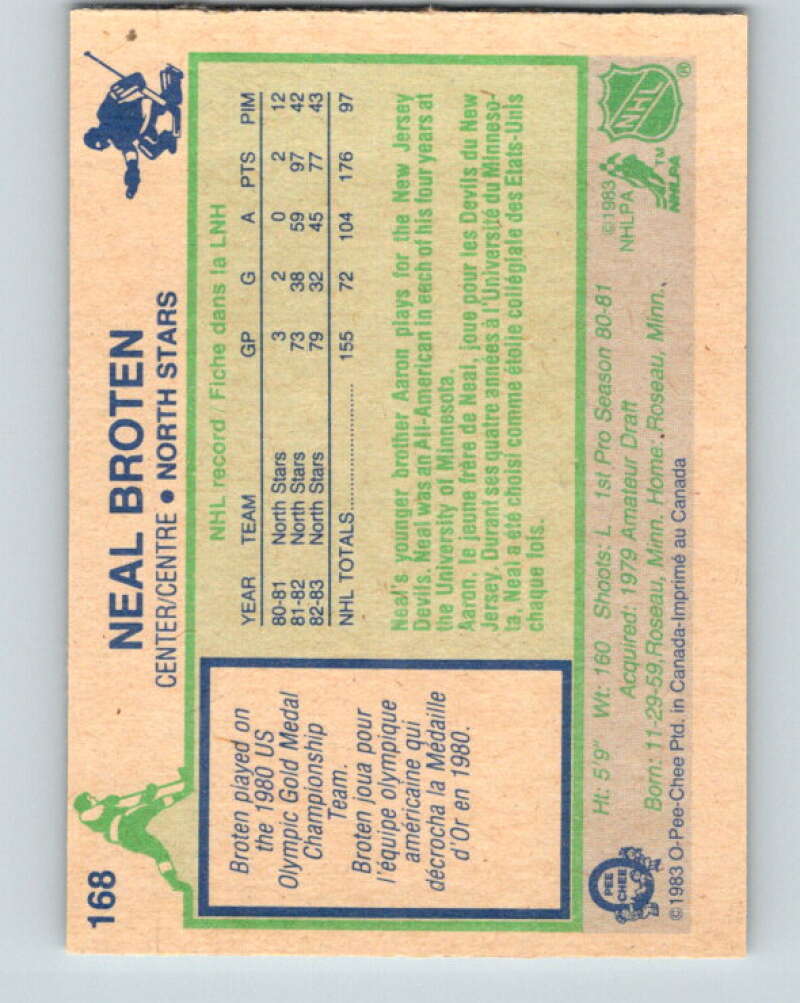 168
NEAL BROTEN
CENTER/CENTRE • NORTH STARS
Broten played on
the 1980 US
Olympic Gold Medal
Championship
Team.
Broten joua pour
l'équipe olympique
américaine qui
décrocha la Médaille
d'Or en 1980.
NHL record / Fiche dans la LNH
YEAR TEAM GP G A PTS PIM
80-81 North Stars 3 2 0 2 12
81-82 North Stars 73 38 59 97 42
82-83 North Stars 79 32 45 77 43
NHL TOTALS................... 155 72 104 176 97
Neal's younger brother Aaron plays for the New Jersey
Devils. Neal was an All-American in each of his four years at
the University of Minnesota.
Aaron, le jeune frère de Neal, joue pour les Devils du New
Jersey. Durant ses quatre années à l'Université du Minneso-
ta, Neal a été choisi comme étoile collégiale des Etats-Unis
chaque fois.
Ht: 5'9" Wt: 160 Shoots: L 1st Pro Season 80-81
Acquired: 1979 Amateur Draft
Born: 11-29-59, Roseau, Minn. Home: Roseau, Minn.
©1983 O-Pee-Chee Ptd. in Canada-Imprimé au Canada
PEE
CHEE
©1983
NHLPA
NHL
®
TM
NHLPA